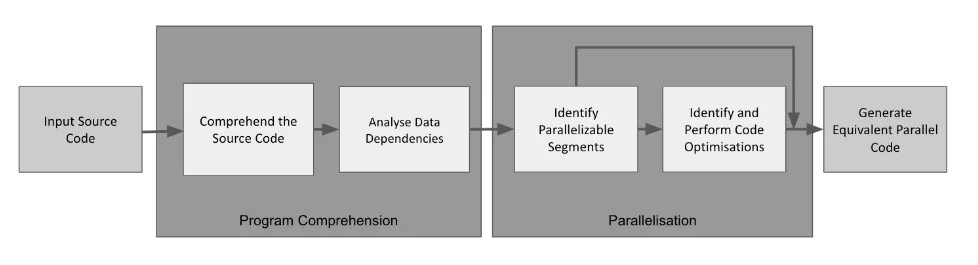 Input Source
Code
Comprehend the
Source Code
Analyse Data
Dependencies
Program Comprehension
Identify
Parallelizable
Segments
Identify and
Perform Code
Optimisations
Parallelisation
Generate
Equivalent Parallel
Code